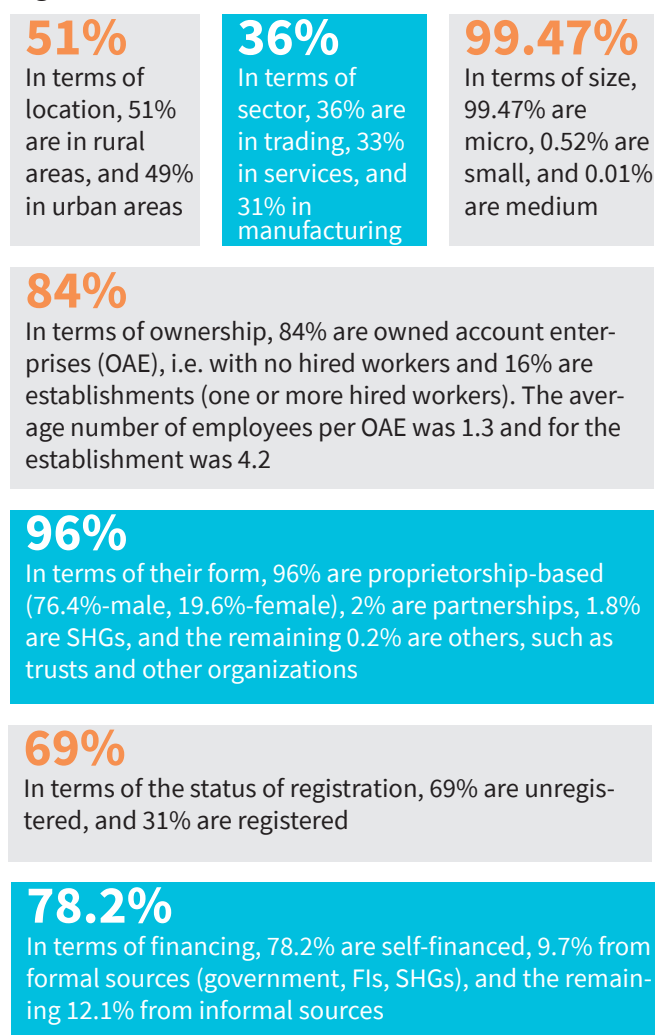 51%
In terms of
location, 51%
are in rural
areas, and 49%
in urban areas
36%
In terms of
sector, 36% are
in trading, 33%
in services, and
31% in
manufacturing
99.47%
In terms of size,
99.47% are
micro, 0.52% are
small, and 0.01%
are medium
84%
In terms of ownership, 84% are owned account enter-
prises (OAE), i.e. with no hired workers and 16% are
establishments (one or more hired workers). The aver-
age number of employees per OAE was 1.3 and for the
establishment was 4.2
96%
In terms of their form, 96% are proprietorship-based
(76.4%-male, 19.6%-female), 2% are partnerships, 1.8%
are SHGs, and the remaining 0.2% are others, such as
trusts and other organizations
69%
In terms of the status of registration, 69% are unregis-
tered, and 31% are registered
78.2%
In terms of financing, 78.2% are self-financed, 9.7% from
formal sources (government, FIs, SHGs), and the remain-
ing 12.1% from informal sources